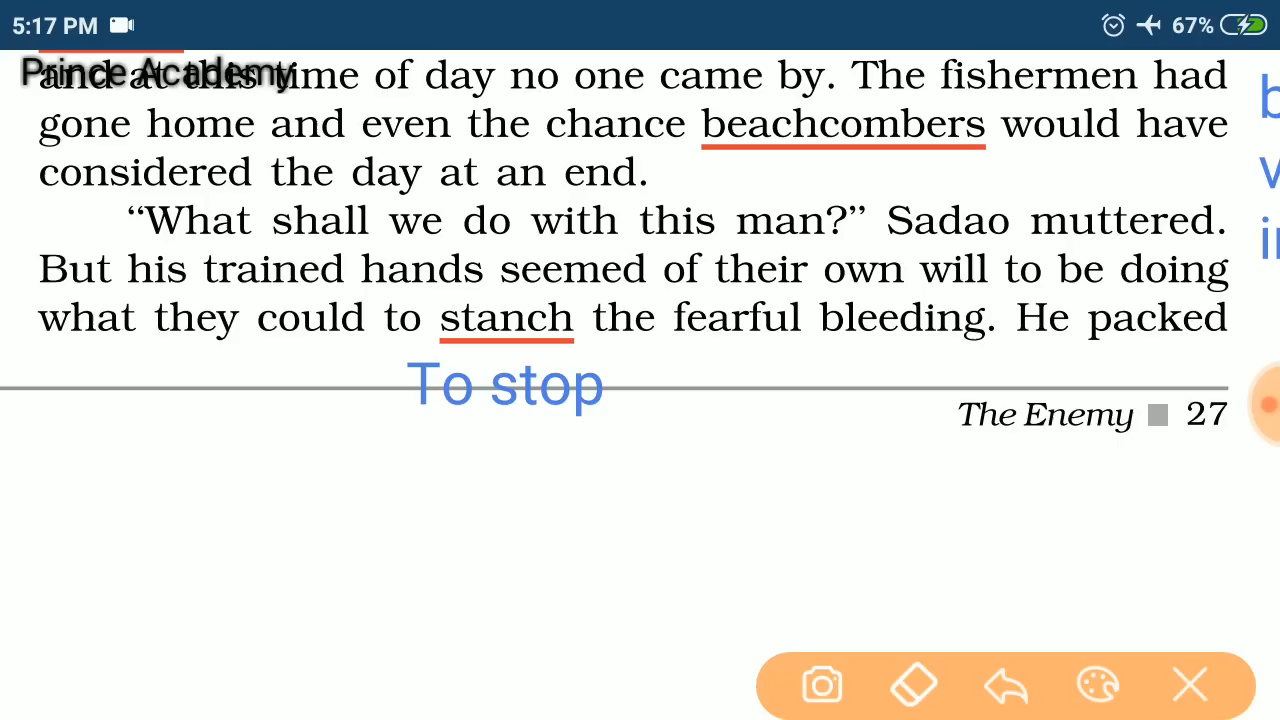 5:17 PM 67%
Prince Academy
and at this time of day no one came by. The fishermen had
gone home and even the chance beachcombers would have
considered the day at an end.
“What shall we do with this man?” Sadao muttered.
But his trained hands seemed of their own will to be doing
what they could to stanch the fearful bleeding. He packed
To stop
The Enemy 27